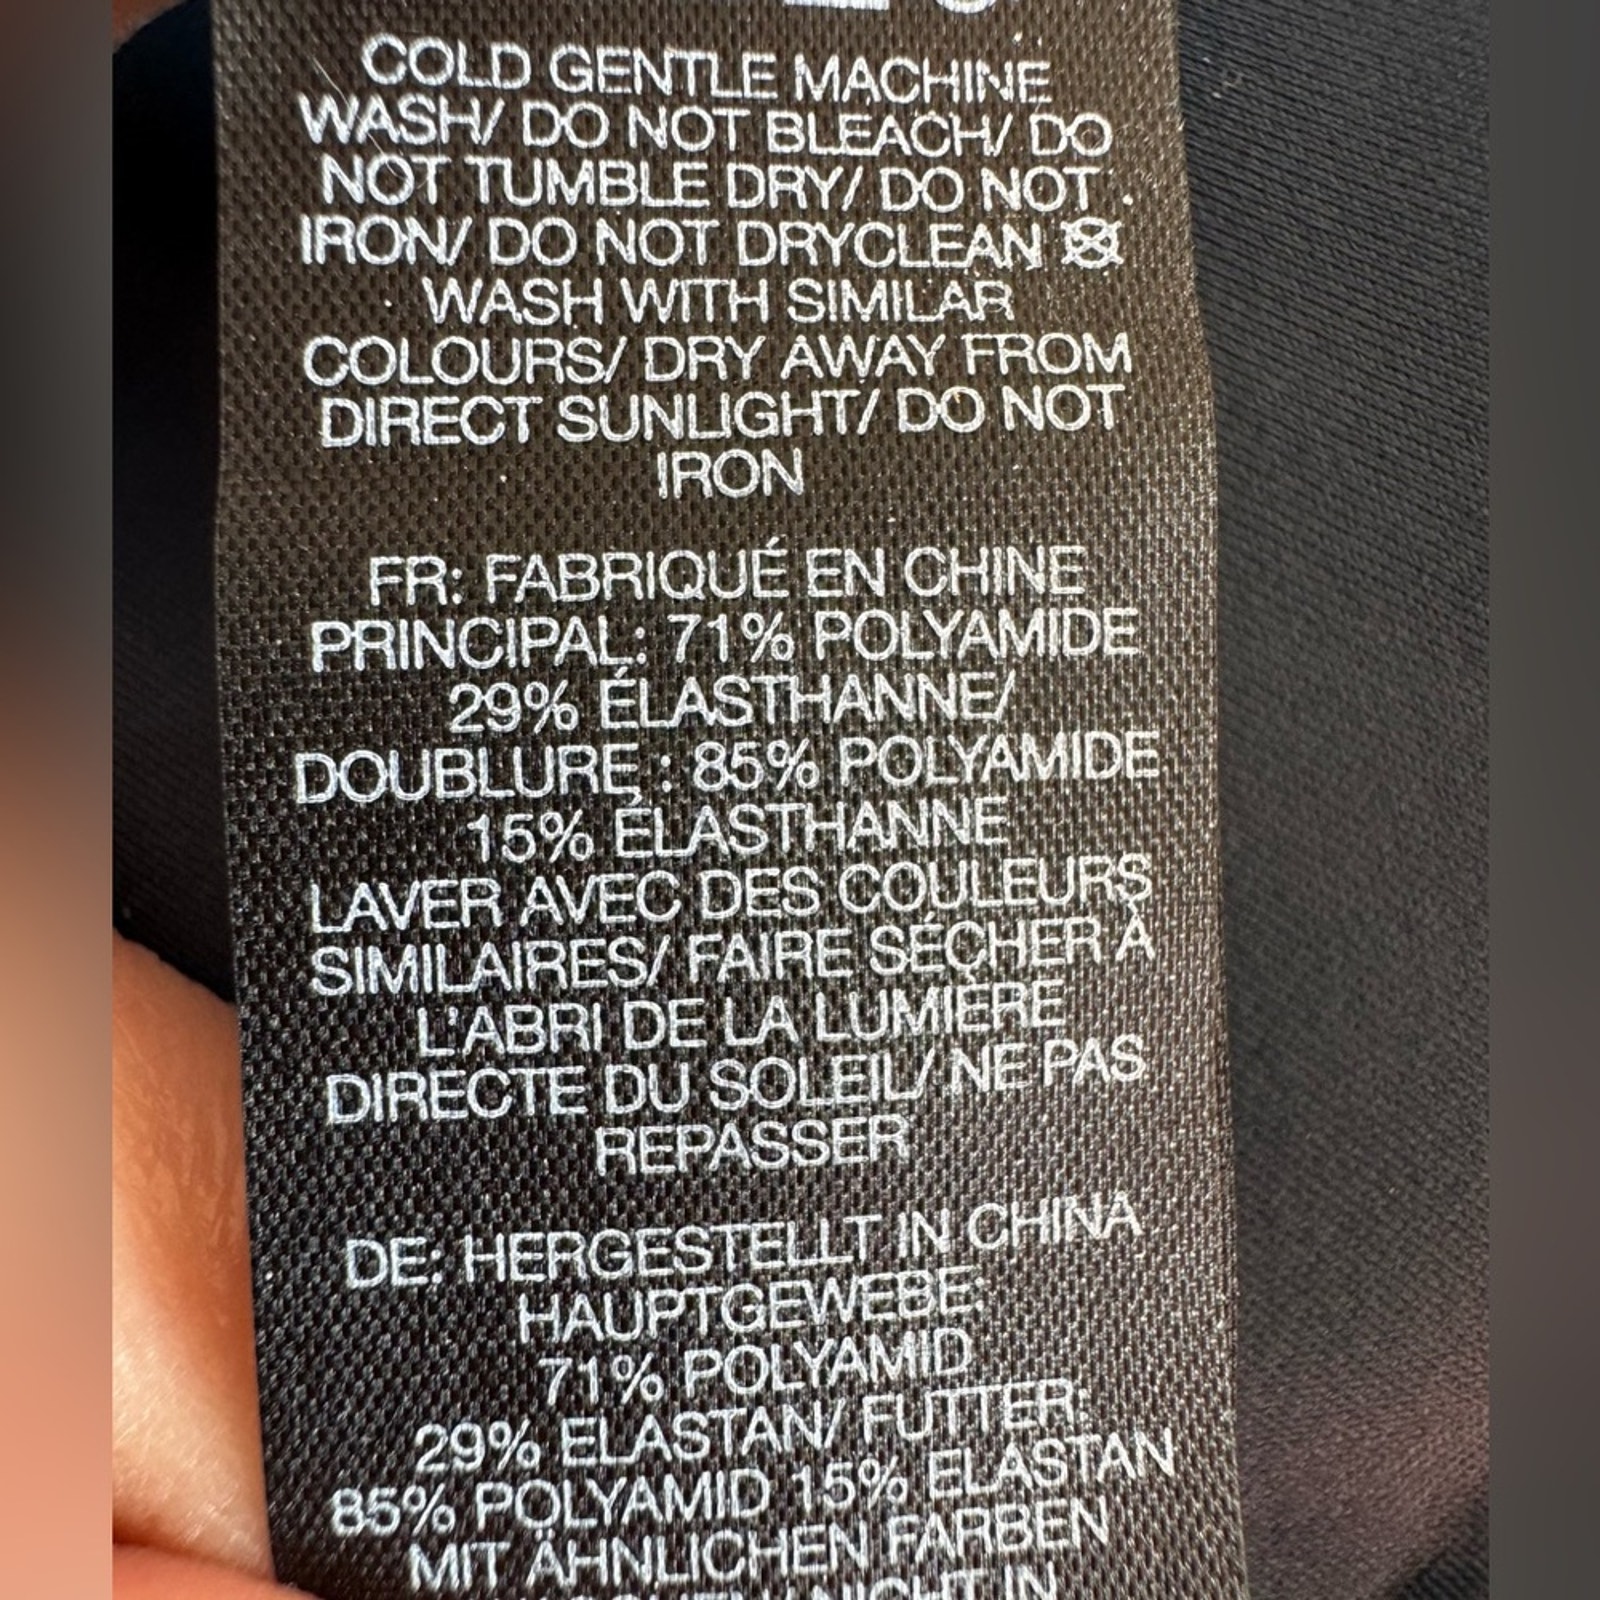 COLD GENTLE MACHINE
WASH/ DO NOT BLEACH/ DO
NOT TUMBLE DRY/ DO NOT
IRON/ DO NOT DRYCLEAN
WASH WITH SIMILAR
COLOURS/ DRY AWAY FROM
DIRECT SUNLIGHT/ DO NOT
IRON
FR: FABRIQUÉ EN CHINE
PRINCIPAL: 71% POLYAMIDE
29% ÉLASTHANNE/
DOUBLURE : 85% POLYAMIDE
15% ÉLASTHANNE
LAVER AVEC DES COULEURS
SIMILAIRES/ FAIRE SÉCHER À
L'ABRI DE LA LUMIÈRE
DIRECTE DU SOLEIL/ NE PAS
REPASSER
DE: HERGESTELLT IN CHINA
HAUPTGEWEBE:
71% POLYAMID
29% ELASTAN/ FUTTER:
85% POLYAMID 15% ELASTAN
MIT ÄHNLICHEN FARBEN
NICHT IN